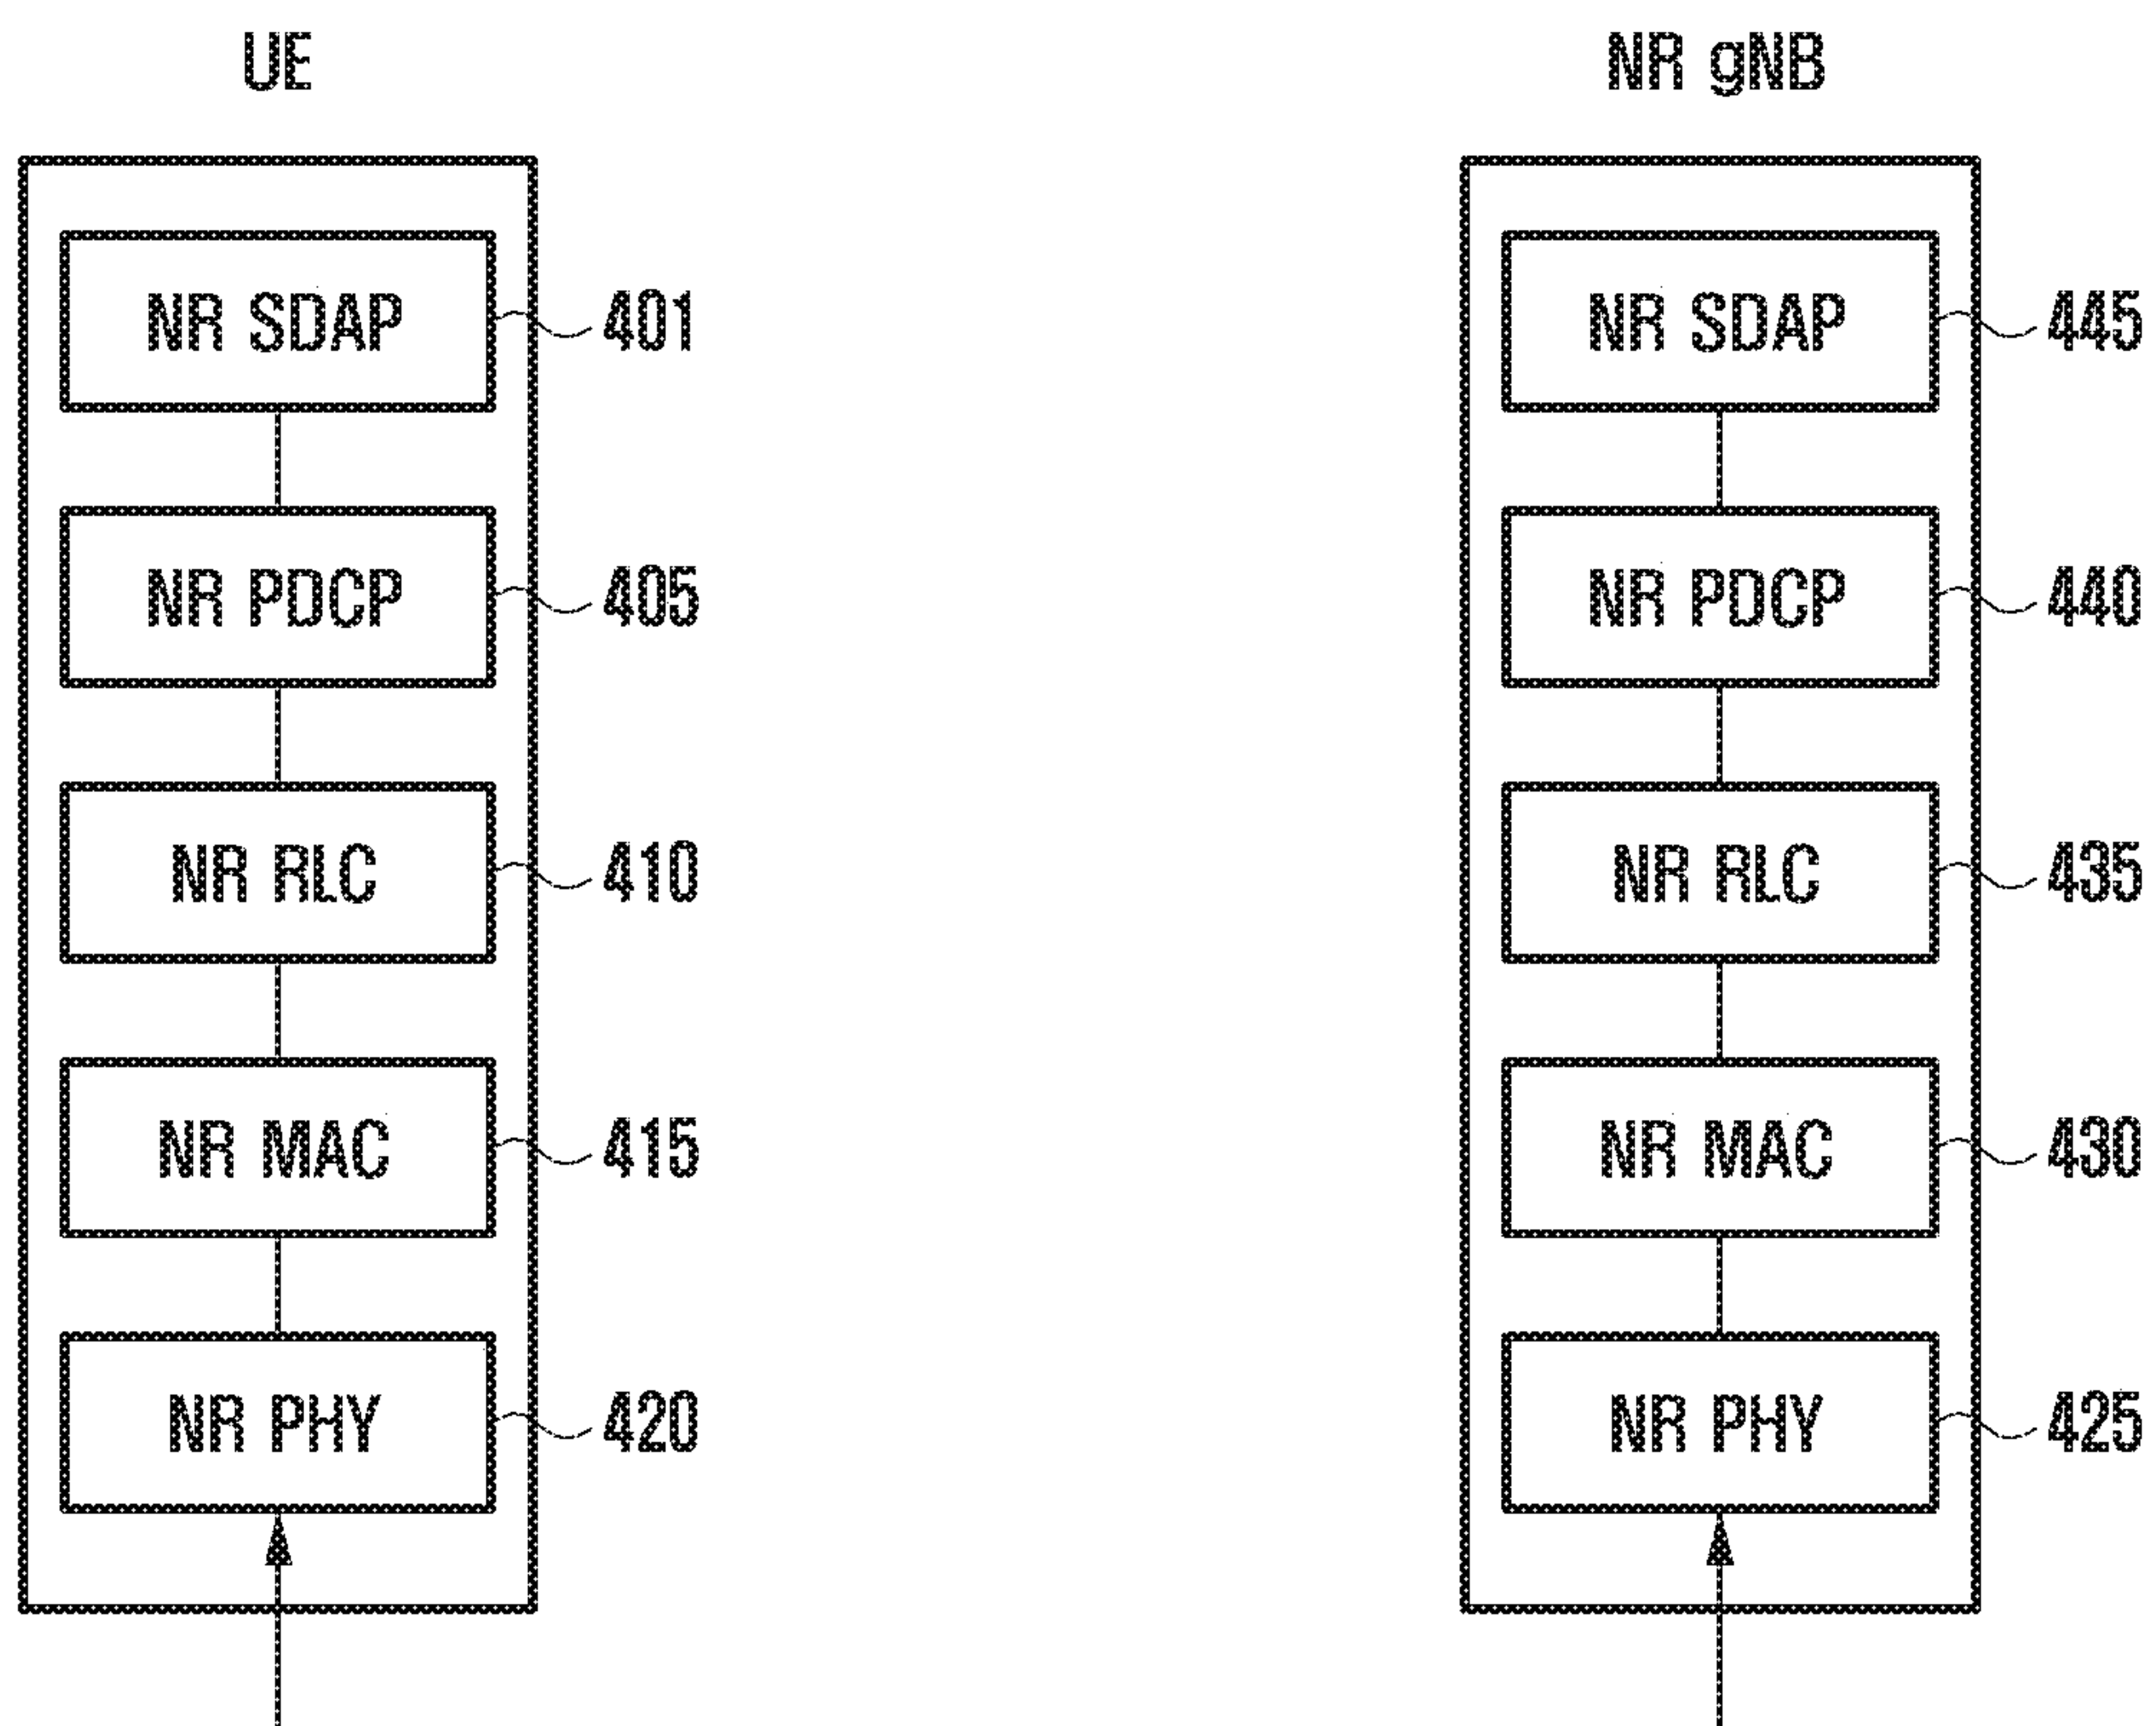 UE
NR gNB
NR SDAP 401
NR SDAP 445
NR PDCP 405
NR PDCP 440
NR RLC 410
NR RLC 435
NR MAC 415
NR MAC 430
NR PHY 420
NR PHY 425